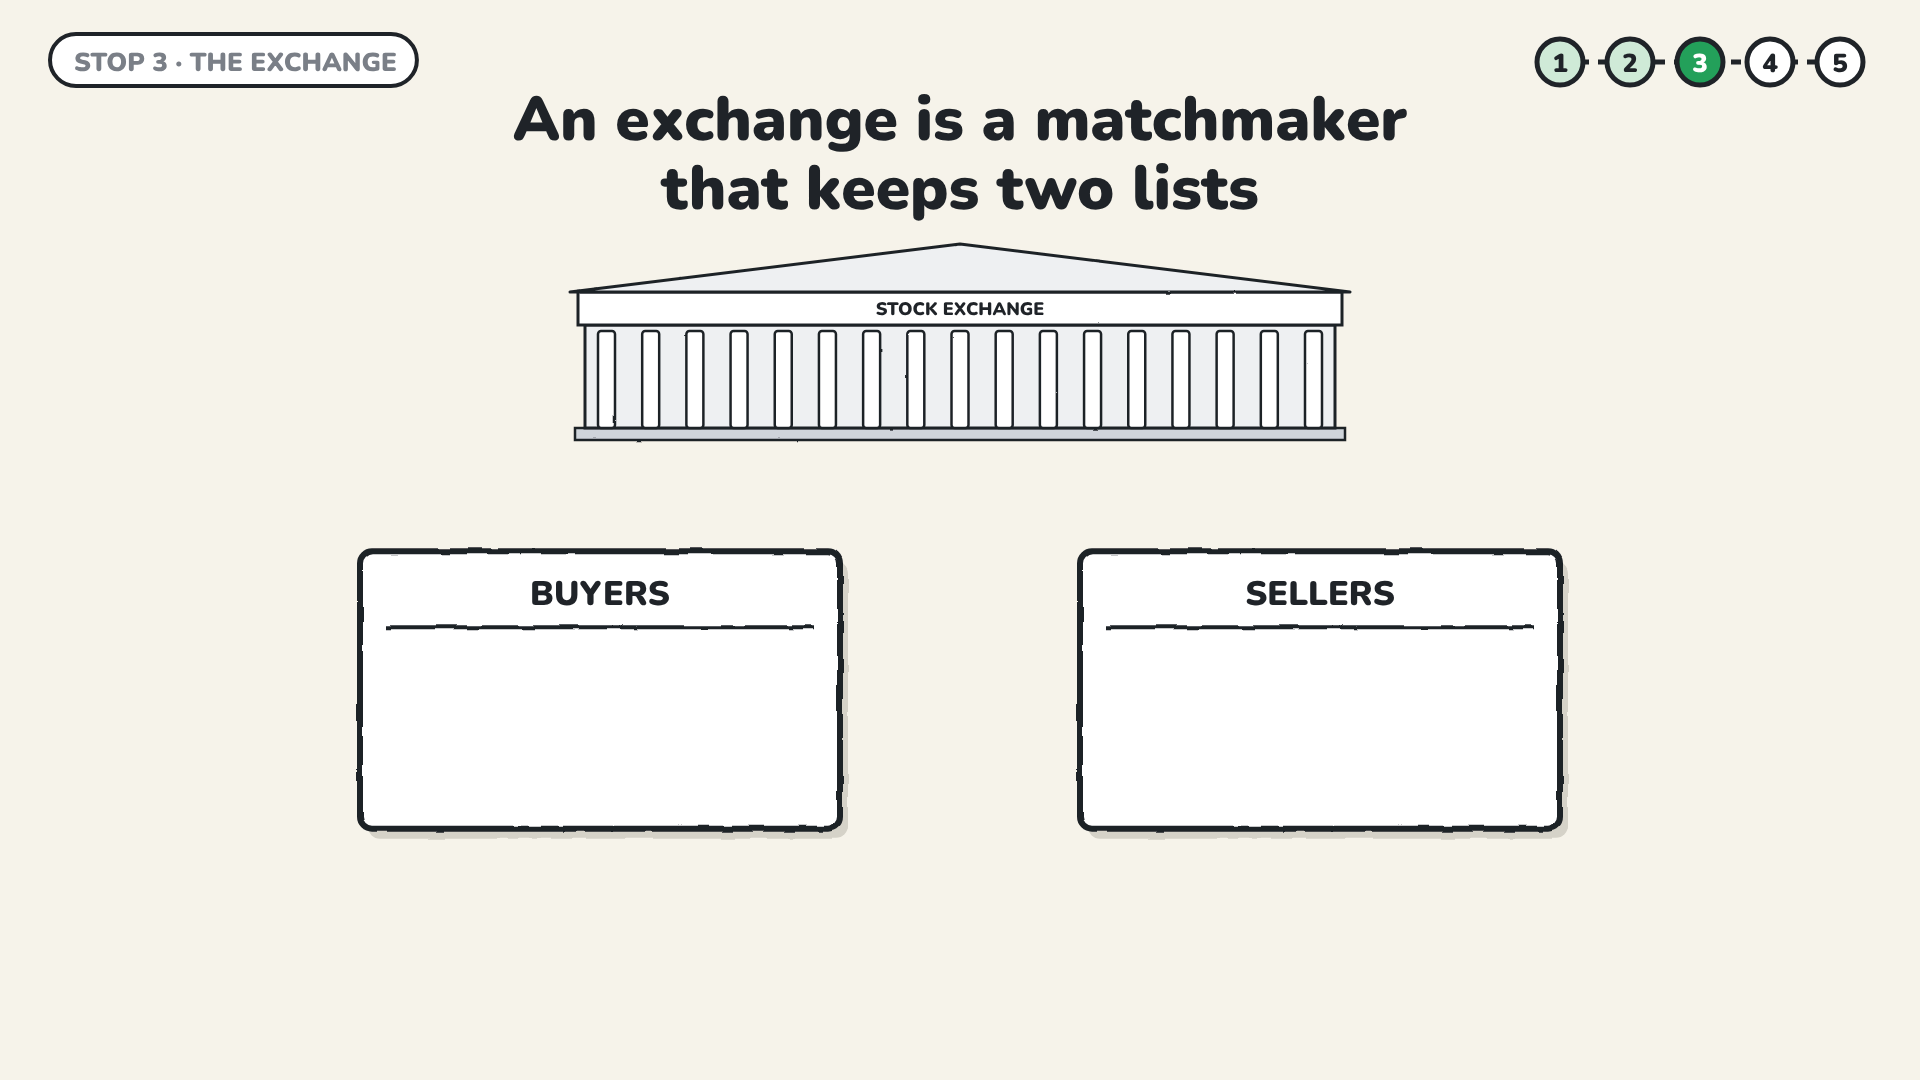 STOP 3 · THE EXCHANGE
1 2 3 4 5
An exchange is a matchmaker
that keeps two lists
STOCK EXCHANGE
BUYERS
SELLERS